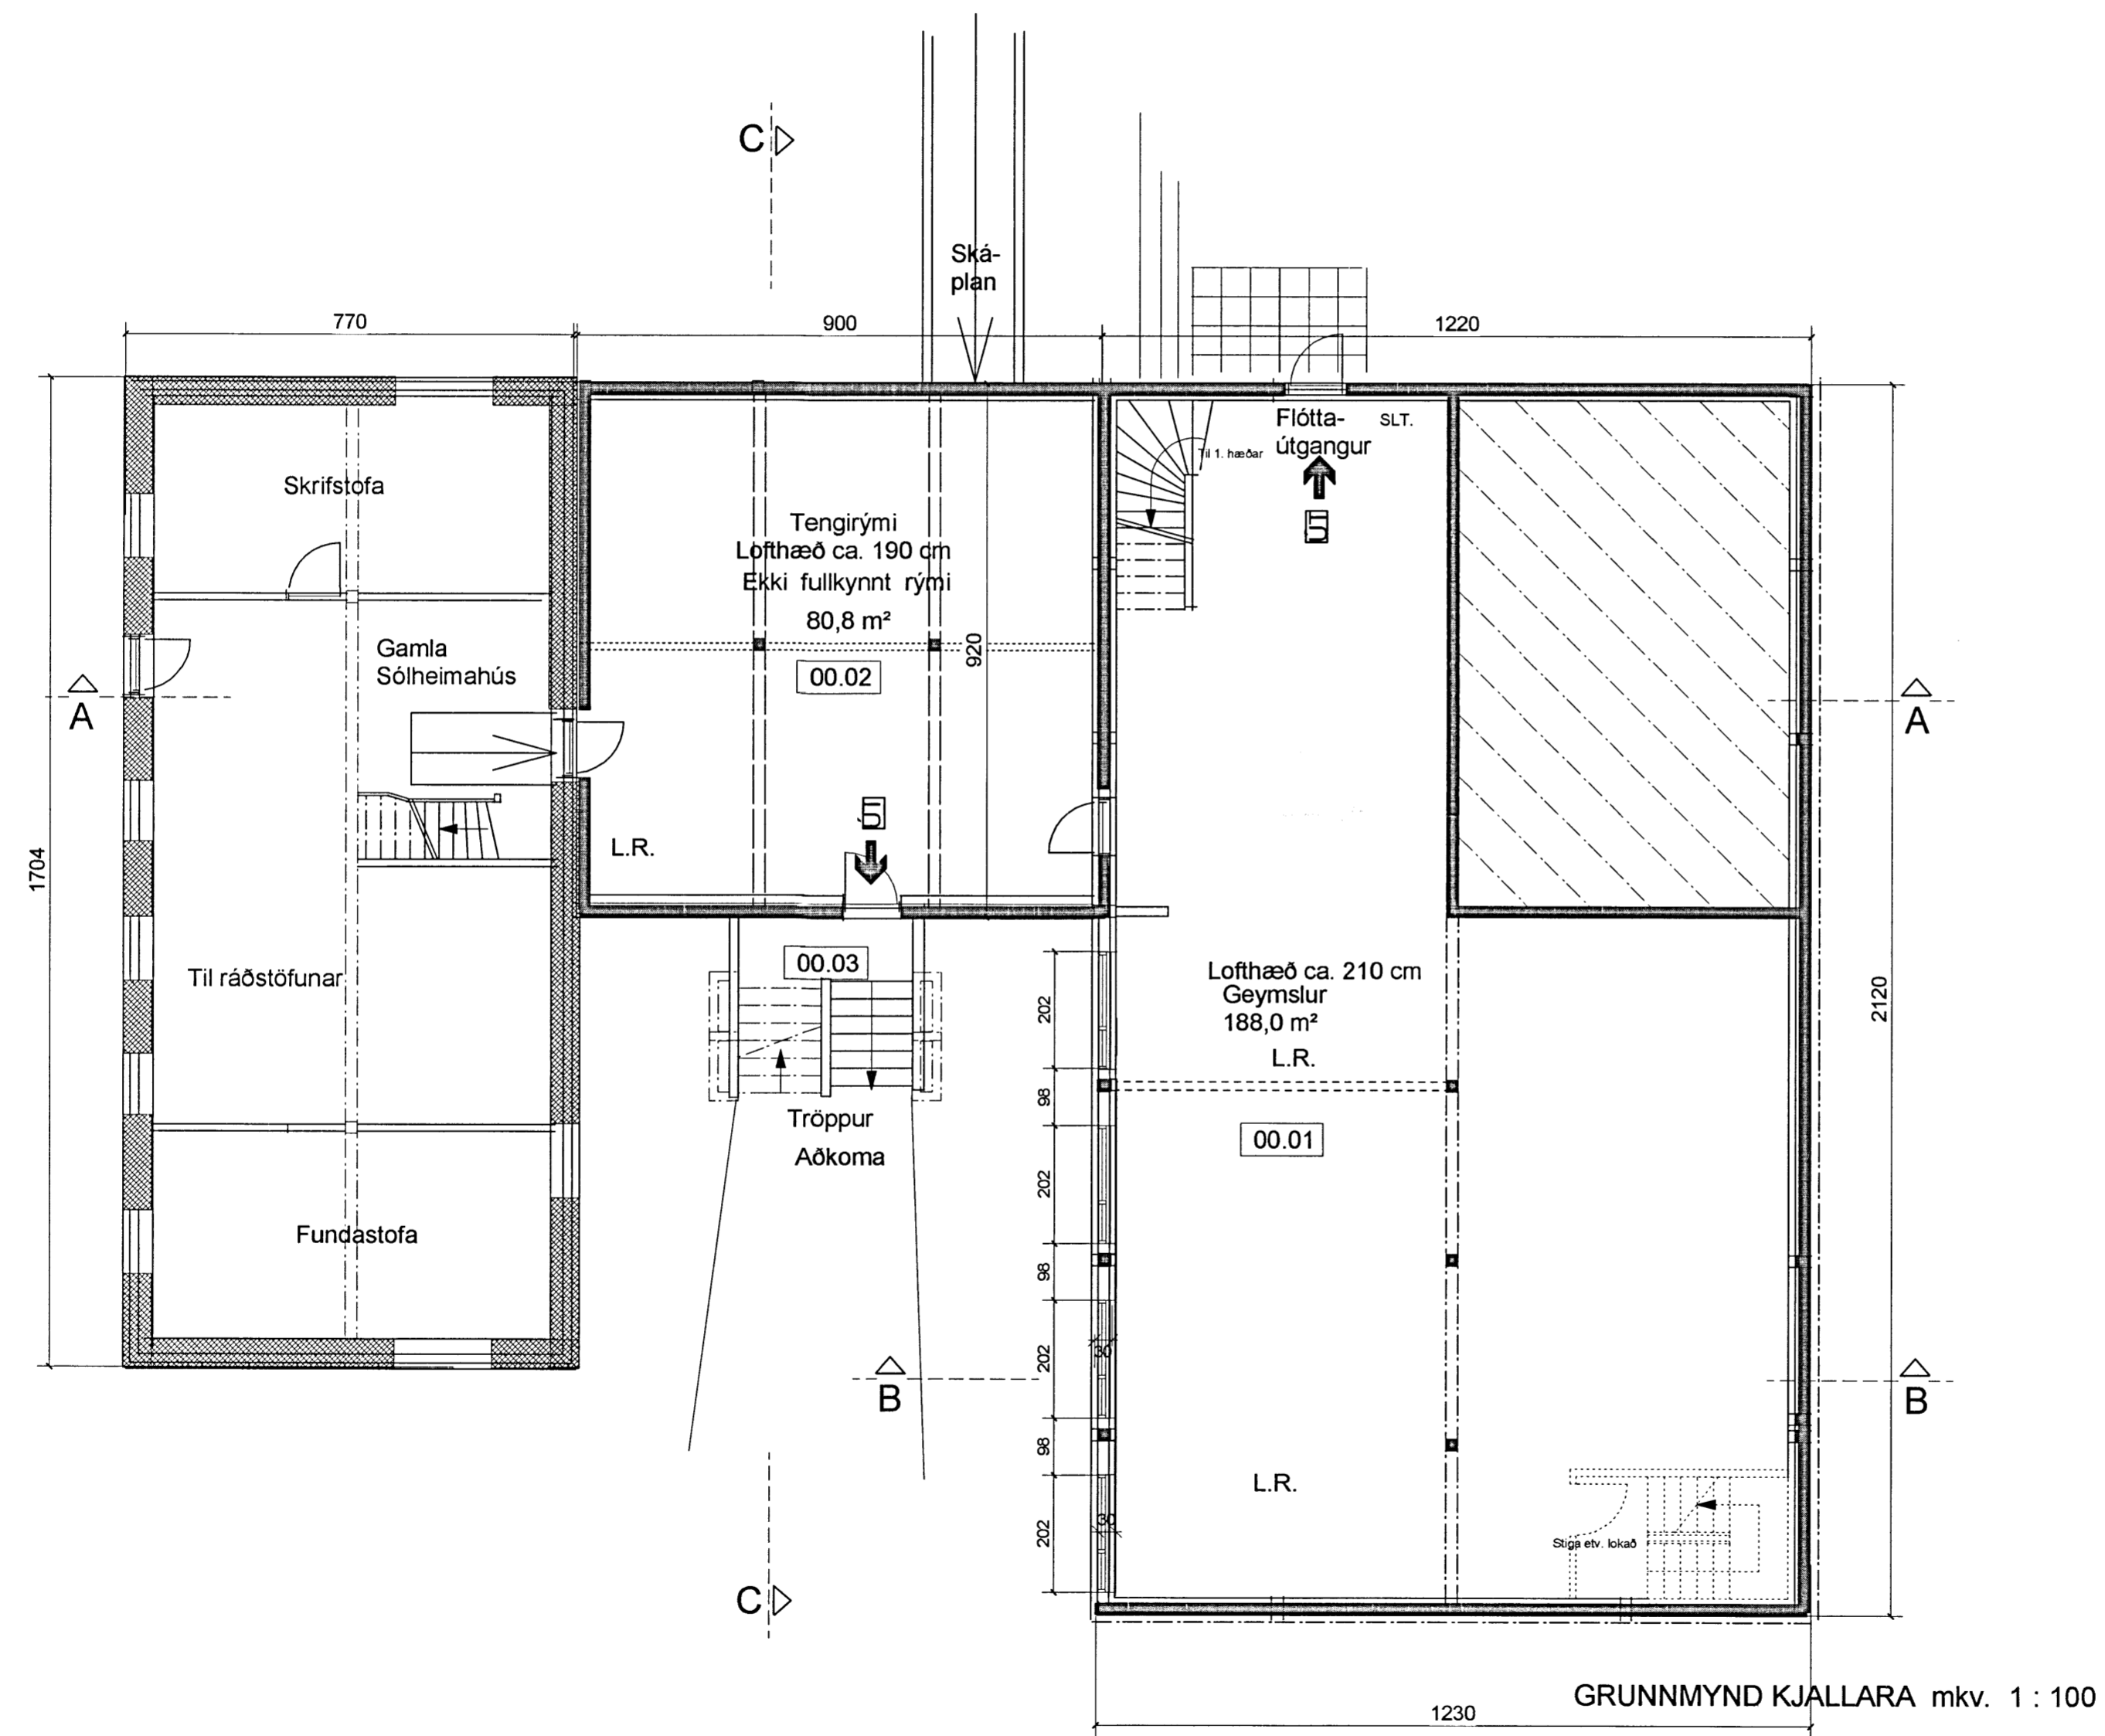 C
Ská-
plan
770
900
1220
Flótta-
útgangur
SLT.
Til 1. hæðar
Skrifstofa
Tengirými
Lofthæð ca. 190 cm
Ekki fullkynnt rými
80,8 m²
00.02
920
Gamla
Sólheimahús
A
A
1704
2120
L.R.
00.03
Til ráðstöfunar
Lofthæð ca. 210 cm
Geymslur
188,0 m²
L.R.
00.01
202
98
202
98
202
98
202
30
30
Tröppur
Aðkoma
Fundastofa
B
B
L.R.
Stiga etv. lokað
C
GRUNNMYND KJALLARA mkv. 1 : 100
1230